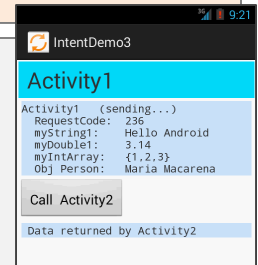 3G 9:21
IntentDemo3
Activity1
Activity1 (sending...)
RequestCode: 236
myString1: Hello Android
myDouble1: 3.14
myIntArray: {1,2,3}
Obj Person: Maria Macarena
Call Activity2
Data returned by Activity2